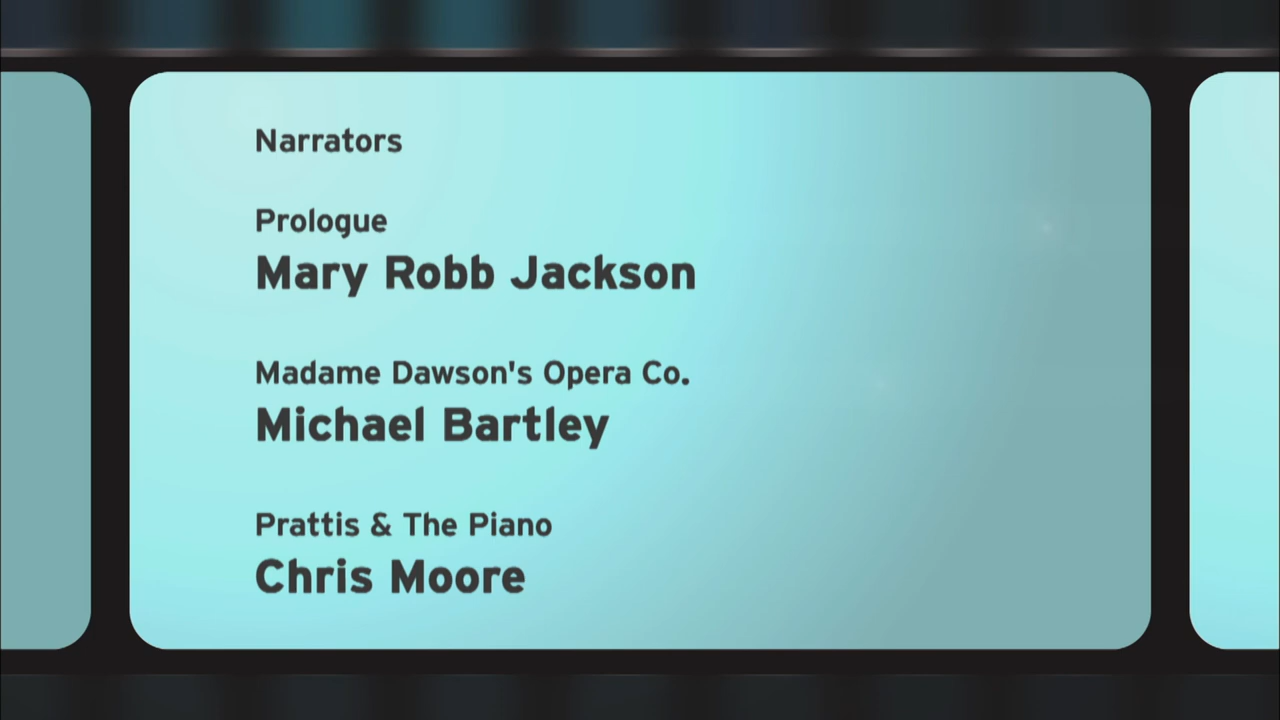 Narrators
Prologue
Mary Robb Jackson
Madame Dawson's Opera Co.
Michael Bartley
Prattis & The Piano
Chris Moore